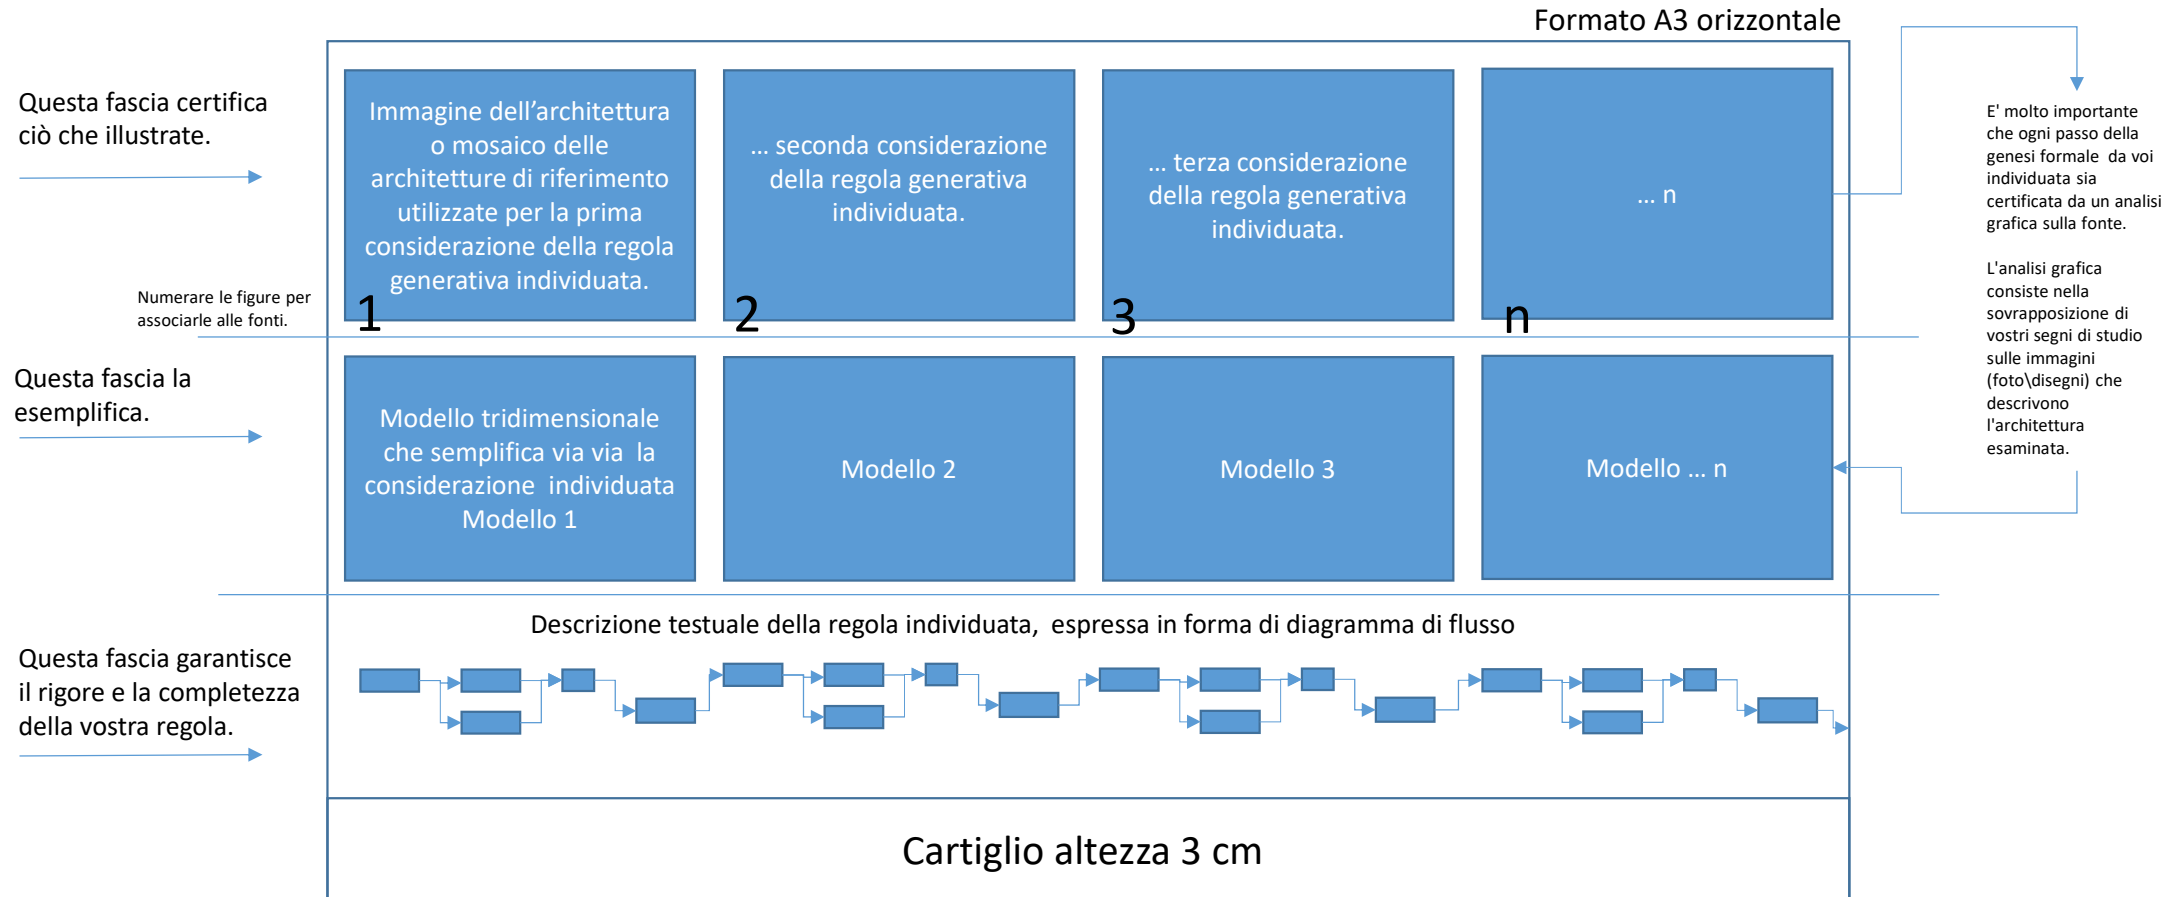 Formato A3 orizzontale
Questa fascia certifica
ciò che illustrate.
Immagine dell’architettura
o mosaico delle
architetture di riferimento
utilizzate per la prima
considerazione della regola
generativa individuata.
1
… seconda considerazione
della regola generativa
individuata.
2
… terza considerazione
della regola generativa
individuata.
3
… n
n
E' molto importante
che ogni passo della
genesi formale  da voi
individuata sia
certificata da un analisi
grafica sulla fonte.
L'analisi grafica
consiste nella
sovrapposizione di
vostri segni di studio
sulle immagini
(foto\disegni) che
descrivono
l'architettura
esaminata.
Numerare le figure per
associarle alle fonti.
Questa fascia la
esemplifica.
Modello tridimensionale
che semplifica via via  la
considerazione  individuata
Modello 1
Modello 2
Modello 3
Modello … n
Descrizione testuale della regola individuata,  espressa in forma di diagramma di flusso
Questa fascia garantisce
il rigore e la completezza
della vostra regola.
Cartiglio altezza 3 cm